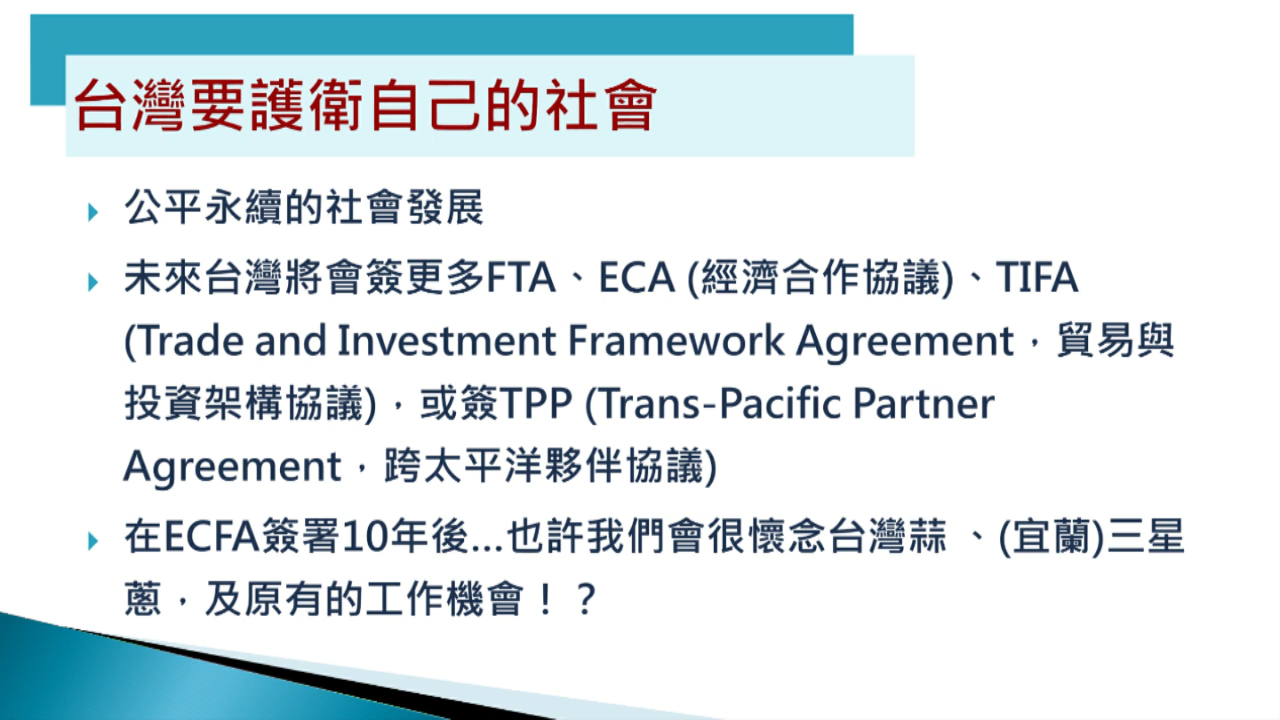 台灣要護衛自己的社會
公平永續的社會發展
未來台灣將會簽更多FTA、ECA (經濟合作協議)、TIFA
(Trade and Investment Framework Agreement，貿易與
投資架構協議)，或簽TPP (Trans-Pacific Partner
Agreement，跨太平洋夥伴協議)
在ECFA簽署10年後...也許我們會很懷念台灣蒜 、(宜蘭)三星
蔥，及原有的工作機會！？